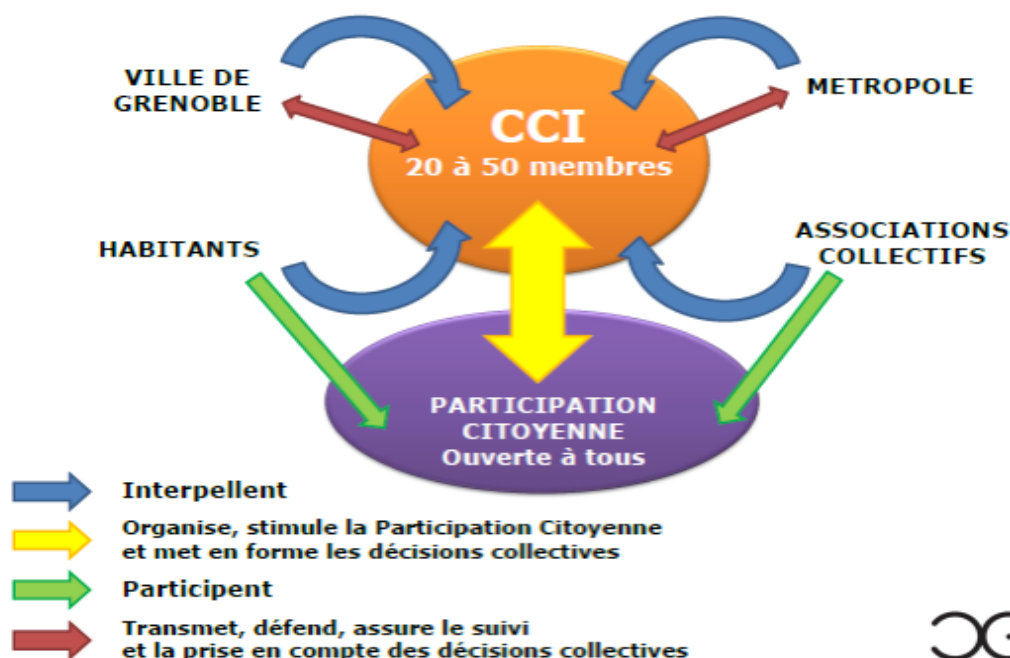 VILLE DE
GRENOBLE
METROPOLE
CCI
20 à 50 membres
HABITANTS
ASSOCIATIONS
COLLECTIFS
PARTICIPATION
CITOYENNE
Ouverte à tous
Interpellent
Organise, stimule la Participation Citoyenne
et met en forme les décisions collectives
Participent
Transmet, défend, assure le suivi
et la prise en compte des décisions collectives